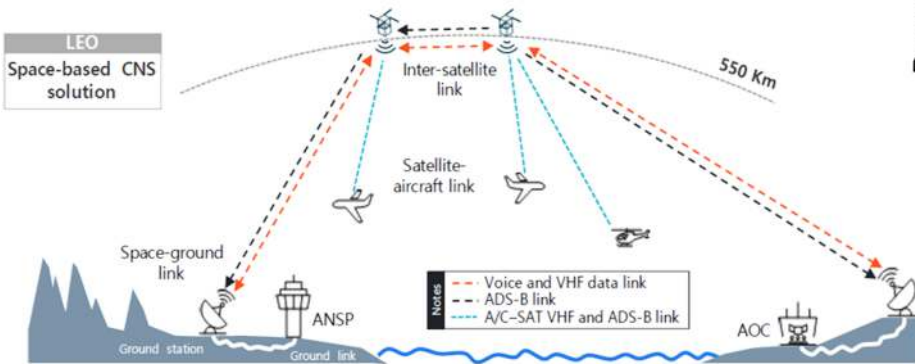 LEO
Space-based CNS
solution
550 Km
Inter-satellite
link
Satellite-
aircraft link
Space-ground
link
Notes
Voice and VHF data link
ADS-B link
A/C–SAT VHF and ADS-B link
ANSP
AOC
Ground station
Ground link